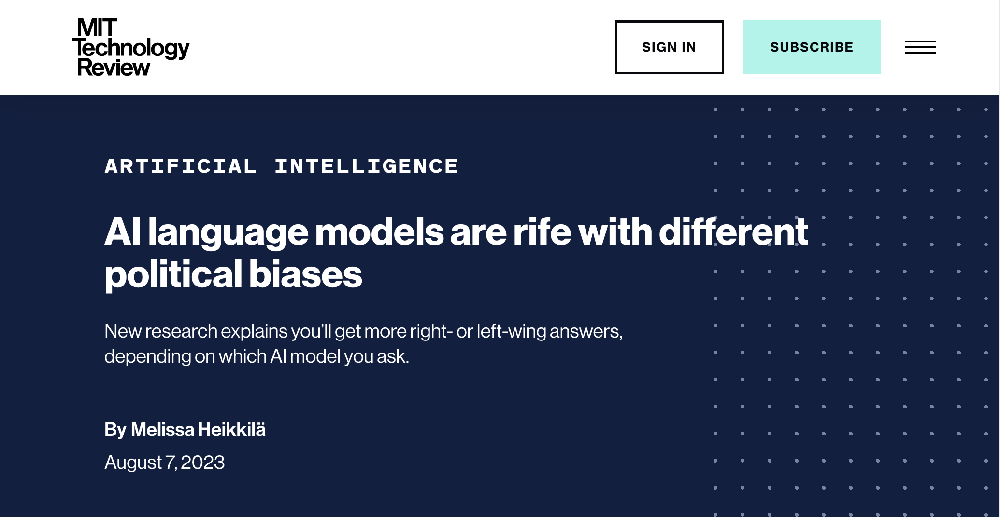 MIT
Technology
Review
SIGN IN
SUBSCRIBE
ARTIFICIAL INTELLIGENCE
AI language models are rife with different
political biases
New research explains you’ll get more right- or left-wing answers,
depending on which AI model you ask.
By Melissa Heikkilä
August 7, 2023